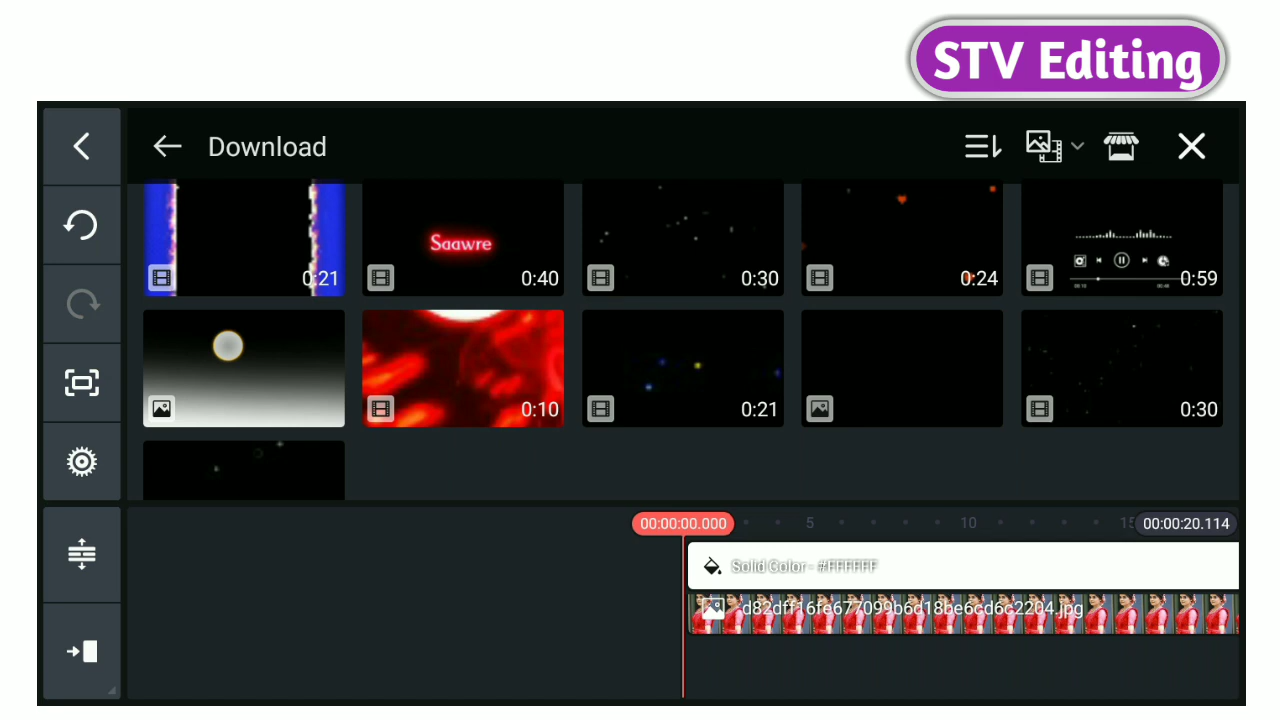 STV Editing
Download
0:21
0:40
0:30
0:24
0:59
Saawre
0:10
0:21
0:30
00:00:00.000
5
10
15
00:00:20.114
Solid Color - #FFFFFF
d82dff16fe677099b6d18be6cd6c2204.jpg